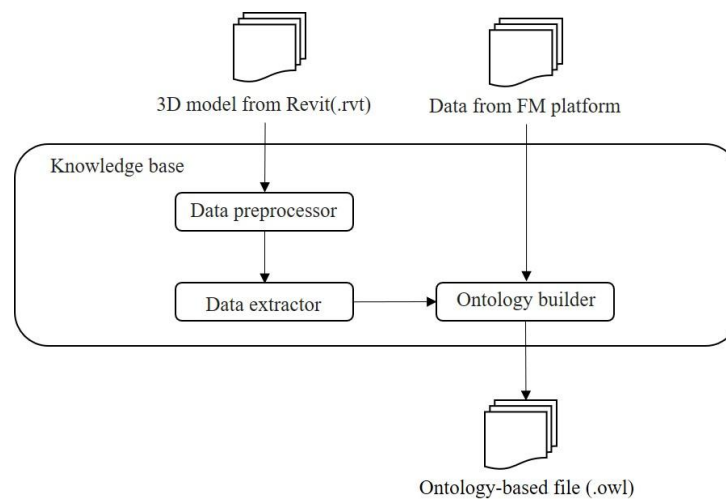 3D model from Revit(.rvt)
Data from FM platform
Knowledge base
Data preprocessor
Data extractor
Ontology builder
Ontology-based file (.owl)